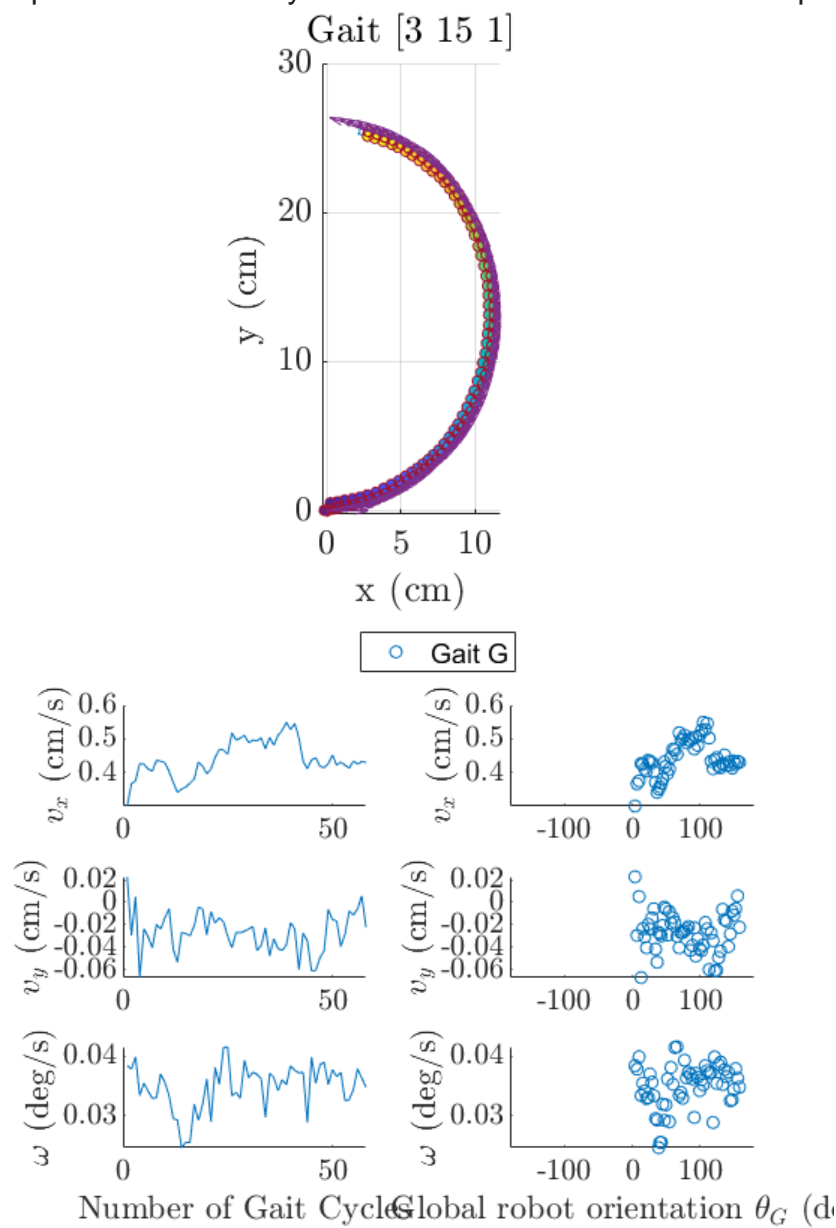 Gait [3 15 1]
30
20
10
0
y (cm)
0 5 10
x (cm)
Gait G
0.6
0.5
0.4
v_x (cm/s)
0 50
0.6
0.5
0.4
v_x (cm/s)
-100 0 100
0.02
0
-0.02
-0.04
-0.06
v_y (cm/s)
0 50
0.02
0
-0.02
-0.04
-0.06
v_y (cm/s)
-100 0 100
0.04
0.03
ω (deg/s)
0 50
0.04
0.03
ω (deg/s)
-100 0 100
Number of Gait Cycles
Global robot orientation θ_G (de